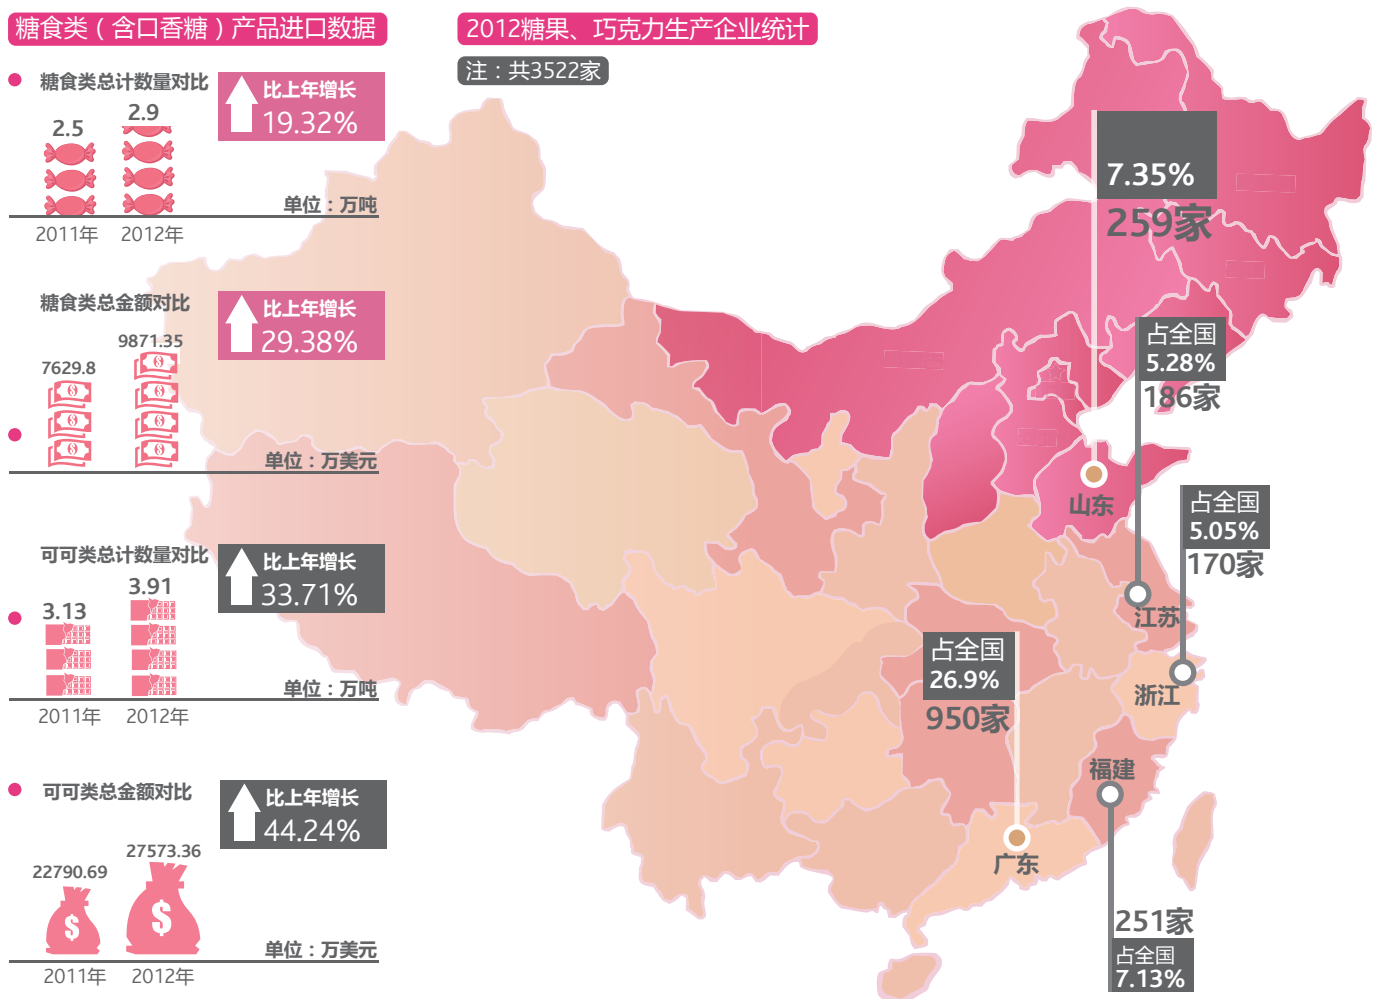 糖食类（含口香糖）产品进口数据
糖食类总计数量对比
比上年增长
19.32%
2.5
2.9
单位：万吨
2011年
2012年
糖食类总金额对比
比上年增长
29.38%
7629.8
9871.35
单位：万美元
可可类总计数量对比
比上年增长
33.71%
3.13
3.91
单位：万吨
2011年
2012年
可可类总金额对比
比上年增长
44.24%
22790.69
27573.36
单位：万美元
2011年
2012年
2012糖果、巧克力生产企业统计
注：共3522家
7.35%
259家
山东
占全国
5.28%
186家
江苏
占全国
5.05%
170家
浙江
占全国
26.9%
950家
广东
福建
251家
占全国
7.13%